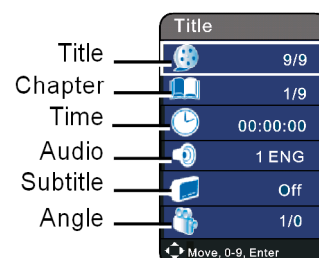 Title
Title 9/9
Chapter 1/9
Time 00:00:00
Audio 1 ENG
Subtitle Off
Angle 1/0
Move, 0-9, Enter